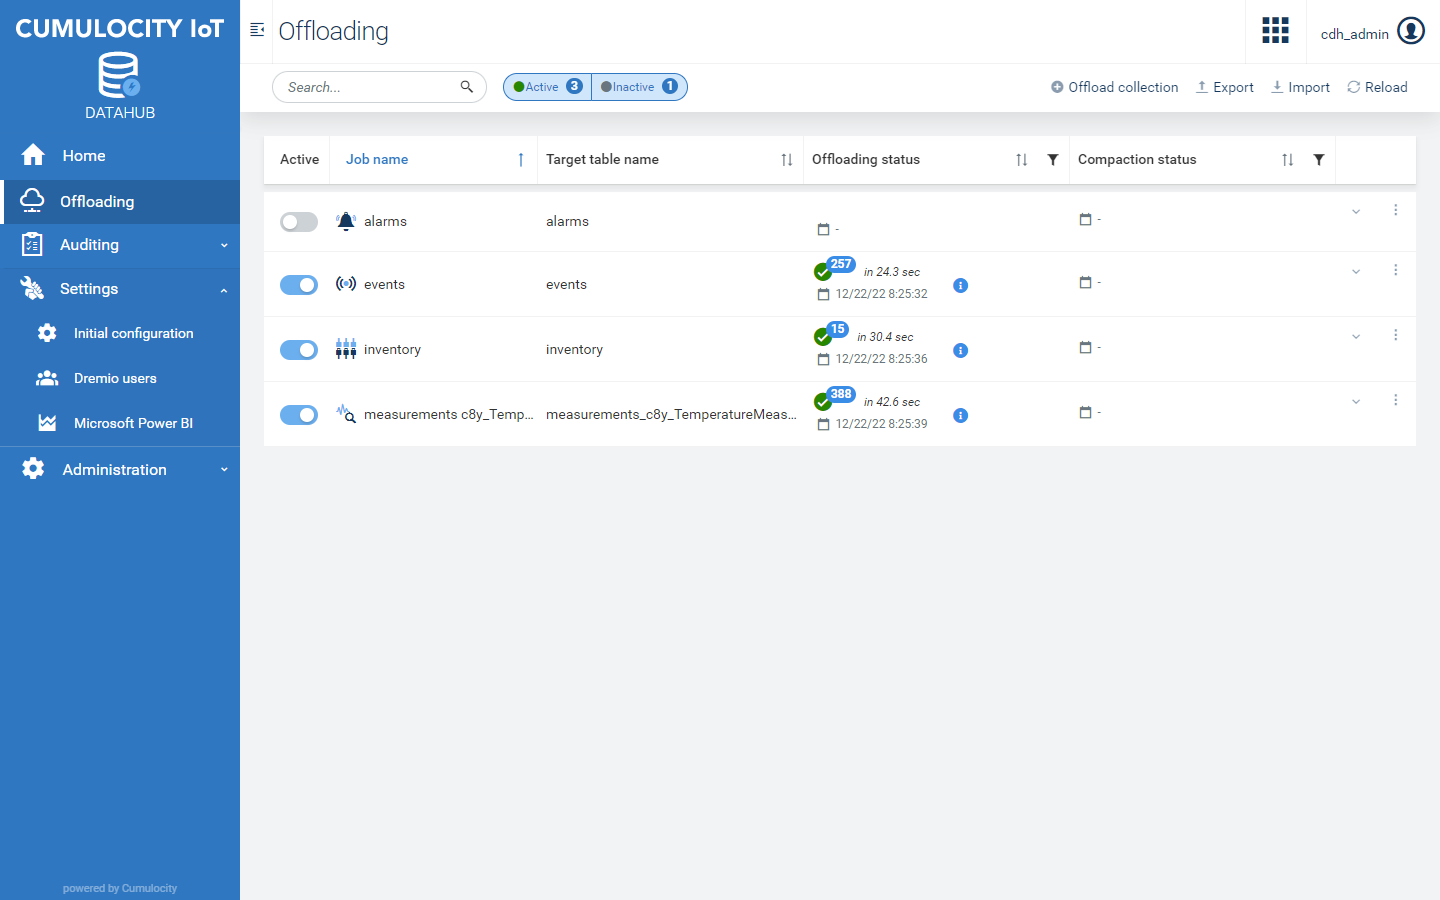 CUMULOCITY IoT
DATAHUB
Home
Offloading
Auditing
Settings
Initial configuration
Dremio users
Microsoft Power BI
Administration
powered by Cumulocity
Offloading
cdh_admin
Search...
Active 3 Inactive 1
Offload collection Export Import Reload
Active Job name Target table name Offloading status Compaction status
alarms alarms - -
events events 257 in 24.3 sec 12/22/22 8:25:32 -
inventory inventory 15 in 30.4 sec 12/22/22 8:25:36 -
measurements c8y_Temp... measurements_c8y_TemperatureMeas... 388 in 42.6 sec 12/22/22 8:25:39 -